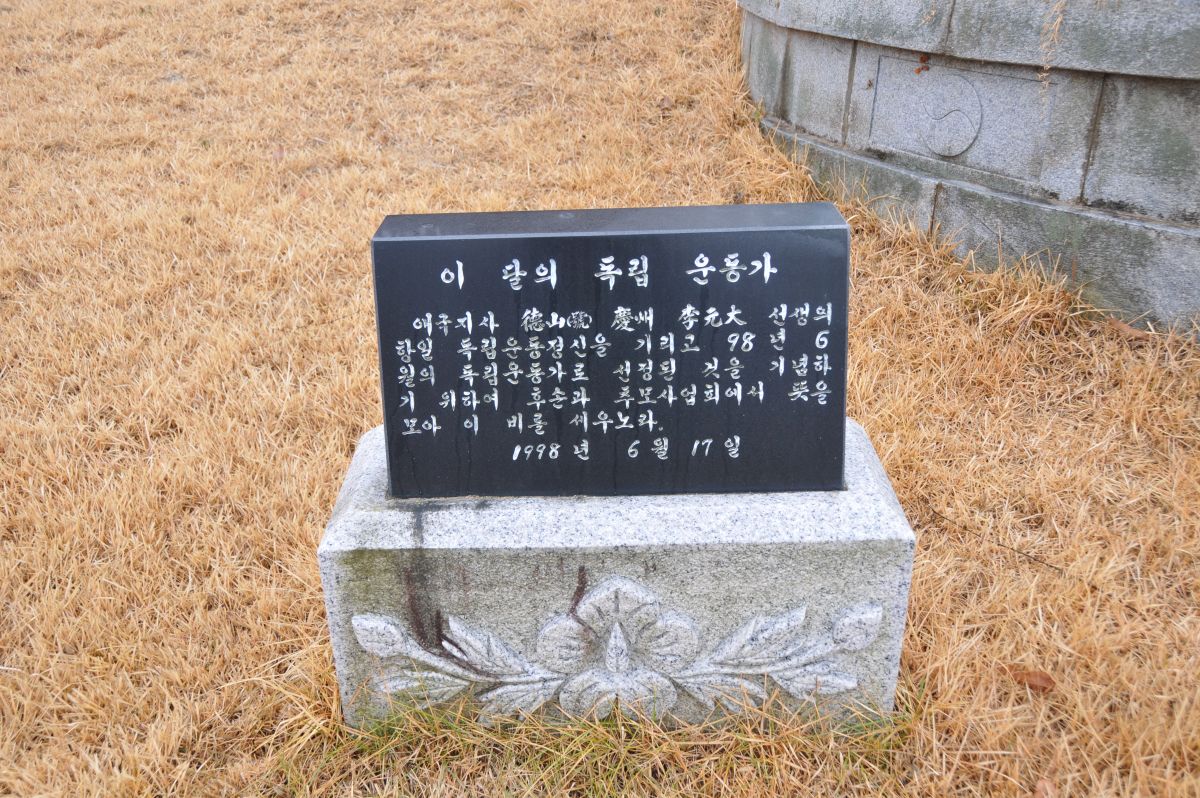 이 달의 독립 운동가
애국지사 德山號 慶州 李元大 선생의
항일 독립운동정신을 기리고 98 년 6
월의 독립운동가로 선정된 것을 기념하
기 위하여 후손과 추모사업회에서 뜻을
모아 이 비를 세우노라.
1998년 6월 17일